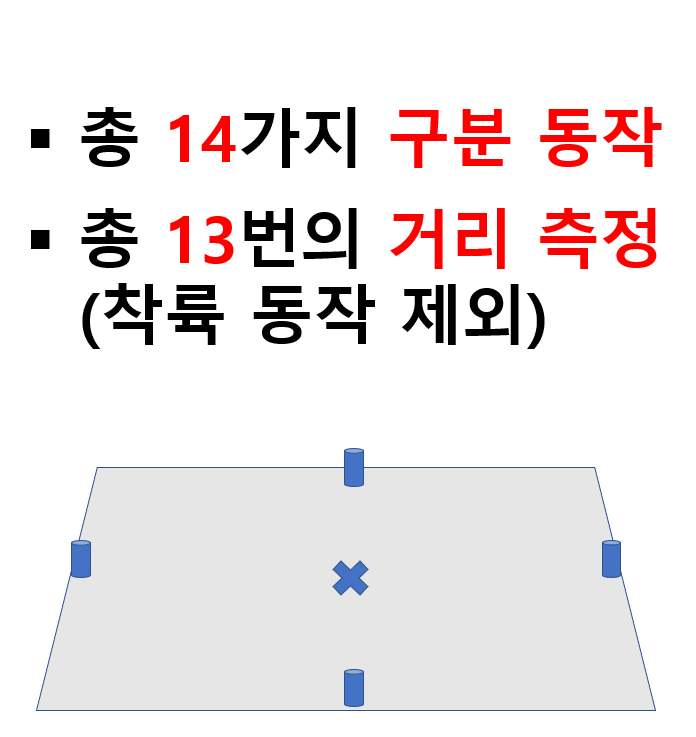 ▪ 총 14가지 구분 동작
▪ 총 13번의 거리 측정
(착륙 동작 제외)